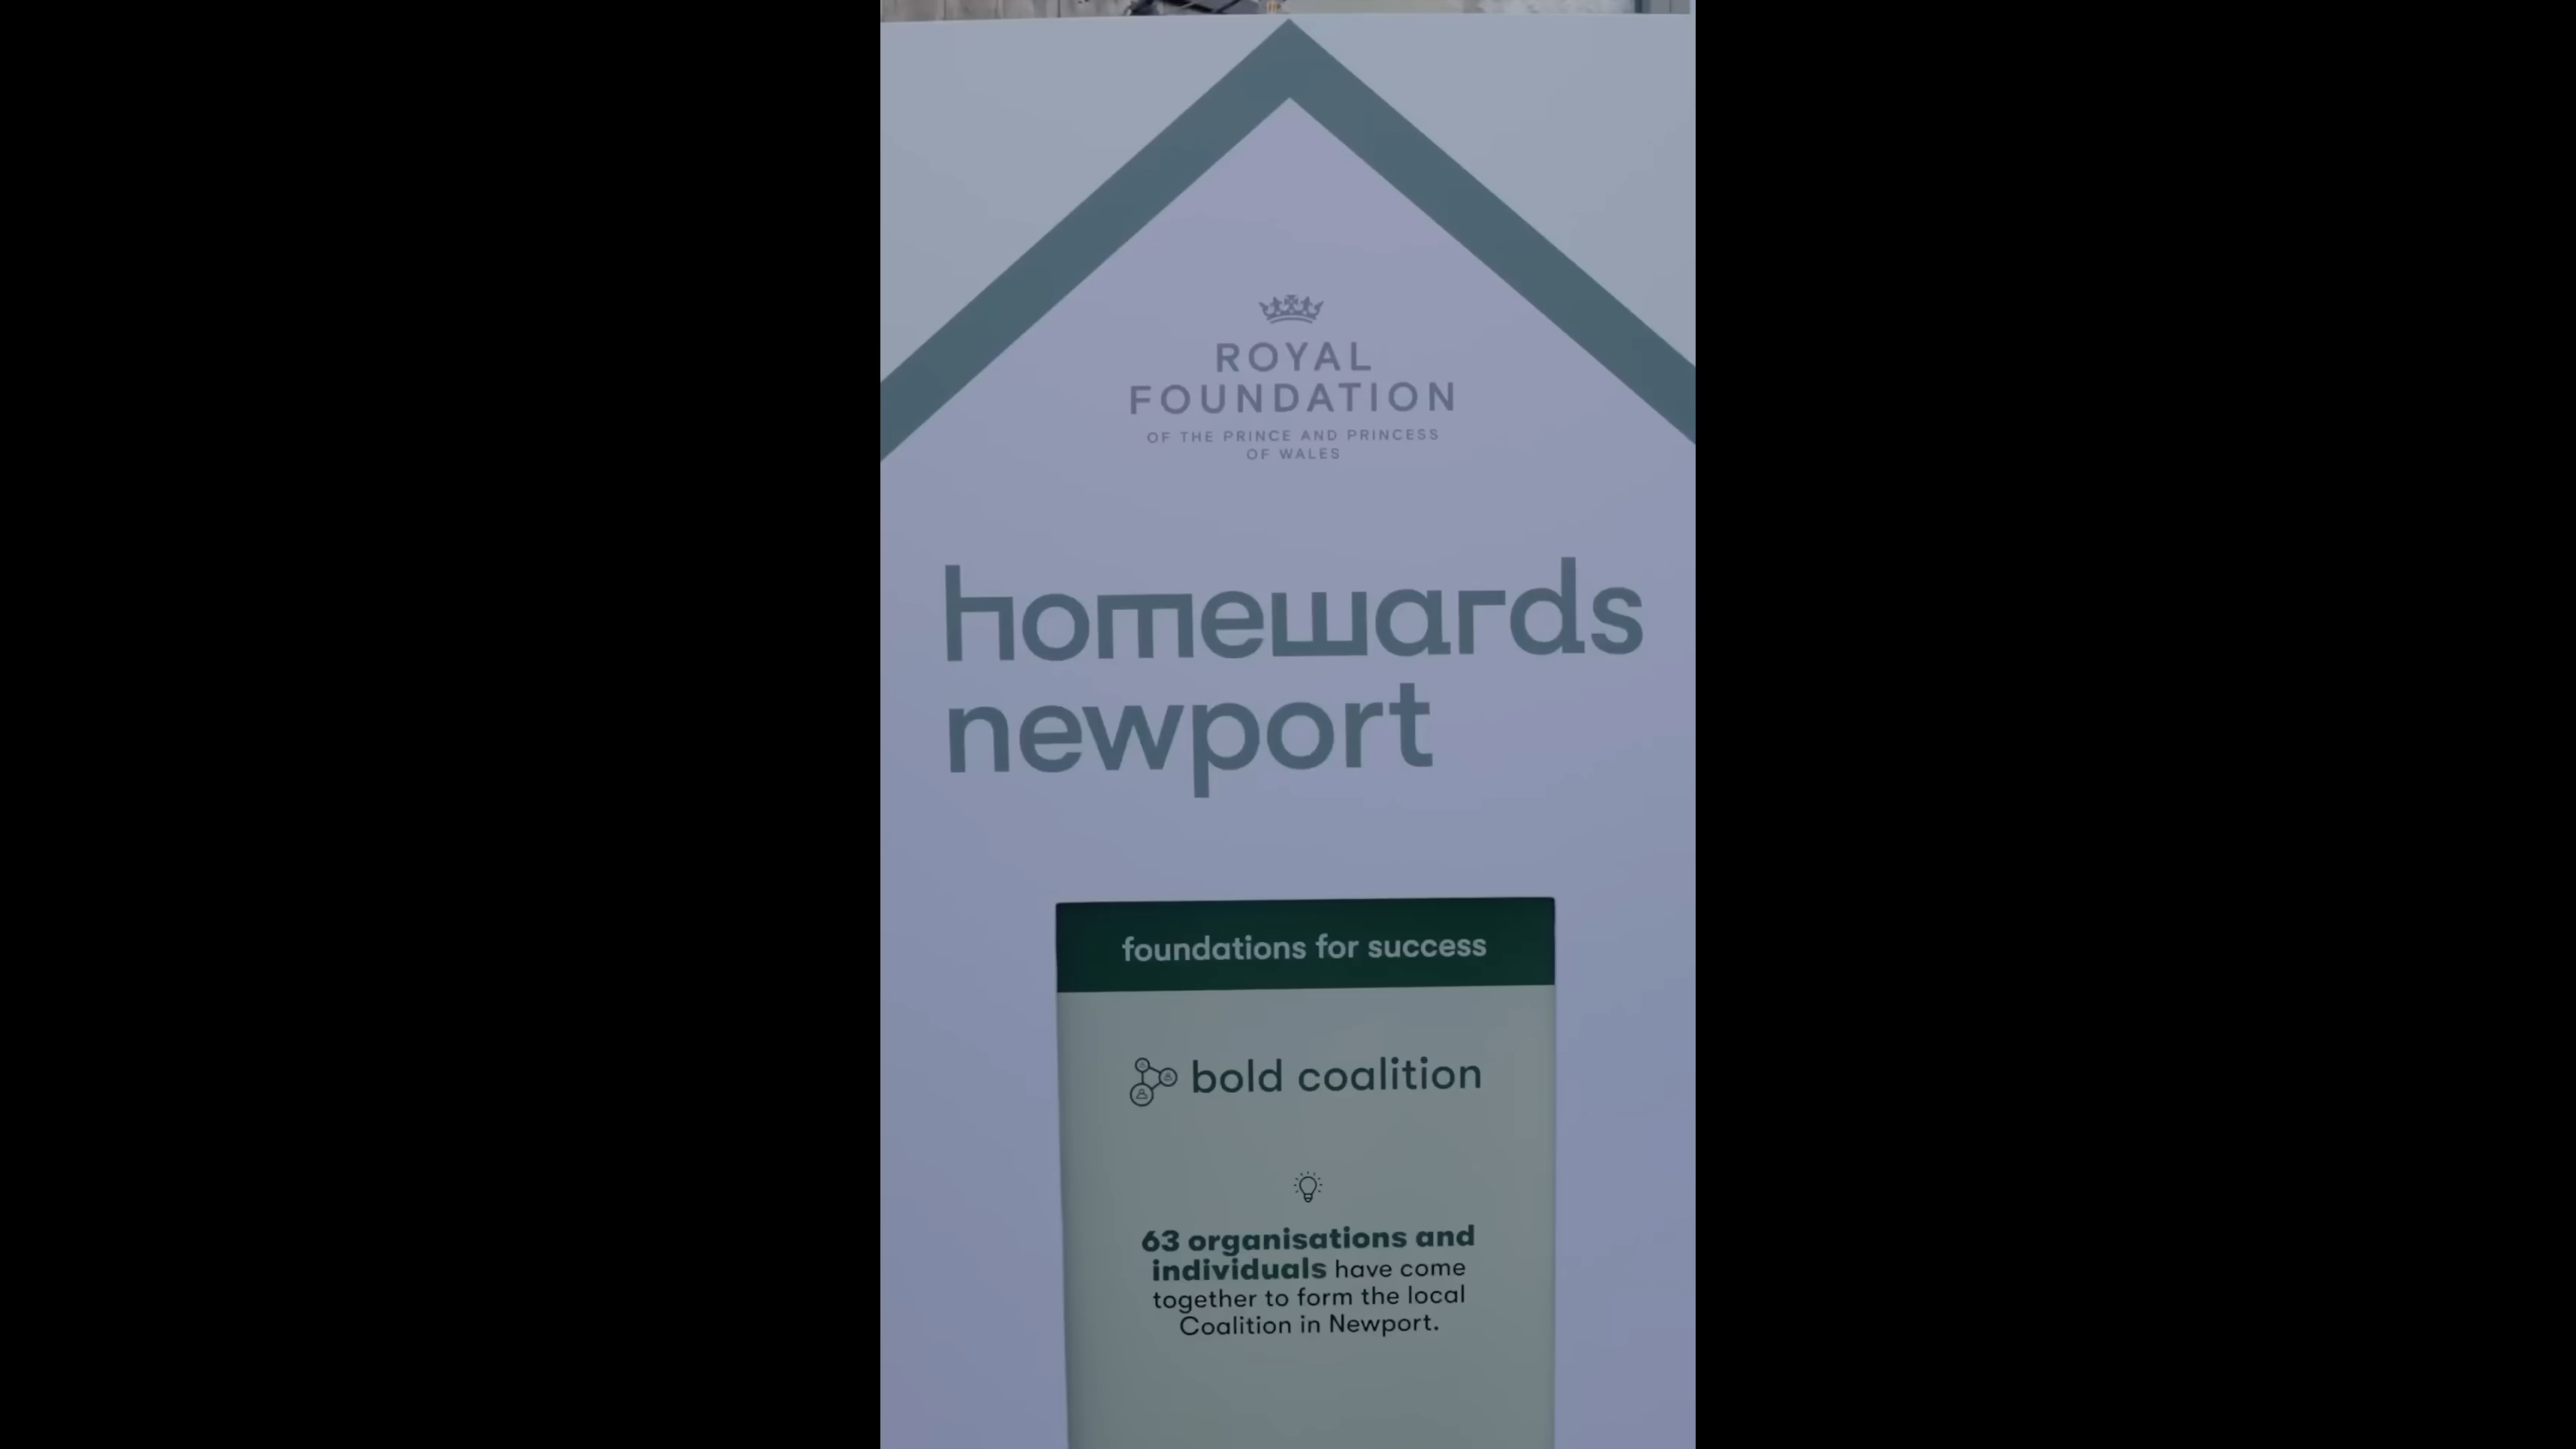 ROYAL
FOUNDATION
OF THE PRINCE AND PRINCESS
OF WALES
homewards
newport
foundations for success
bold coalition
63 organisations and
individuals have come
together to form the local
Coalition in Newport.